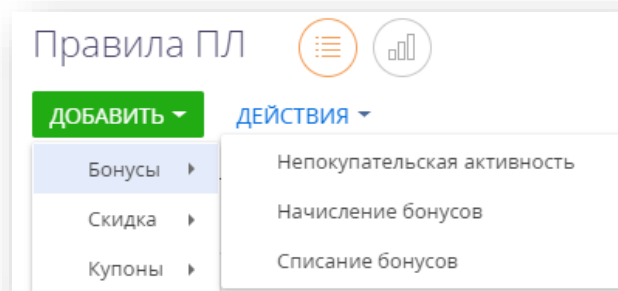 Правила ПЛ
ДОБАВИТЬ ДЕЙСТВИЯ
Бонусы Непокупательская активность
Скидка Начисление бонусов
Купоны Списание бонусов